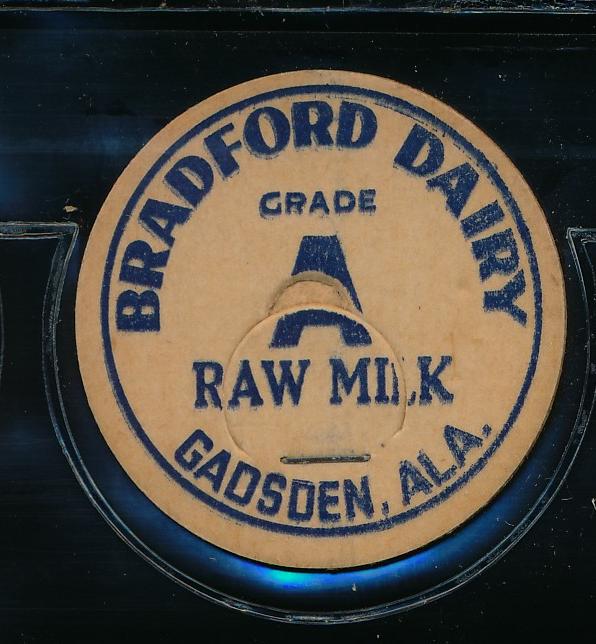 BRADFORD DAIRY
GRADE
A
RAW MILK
GADSDEN, ALA.